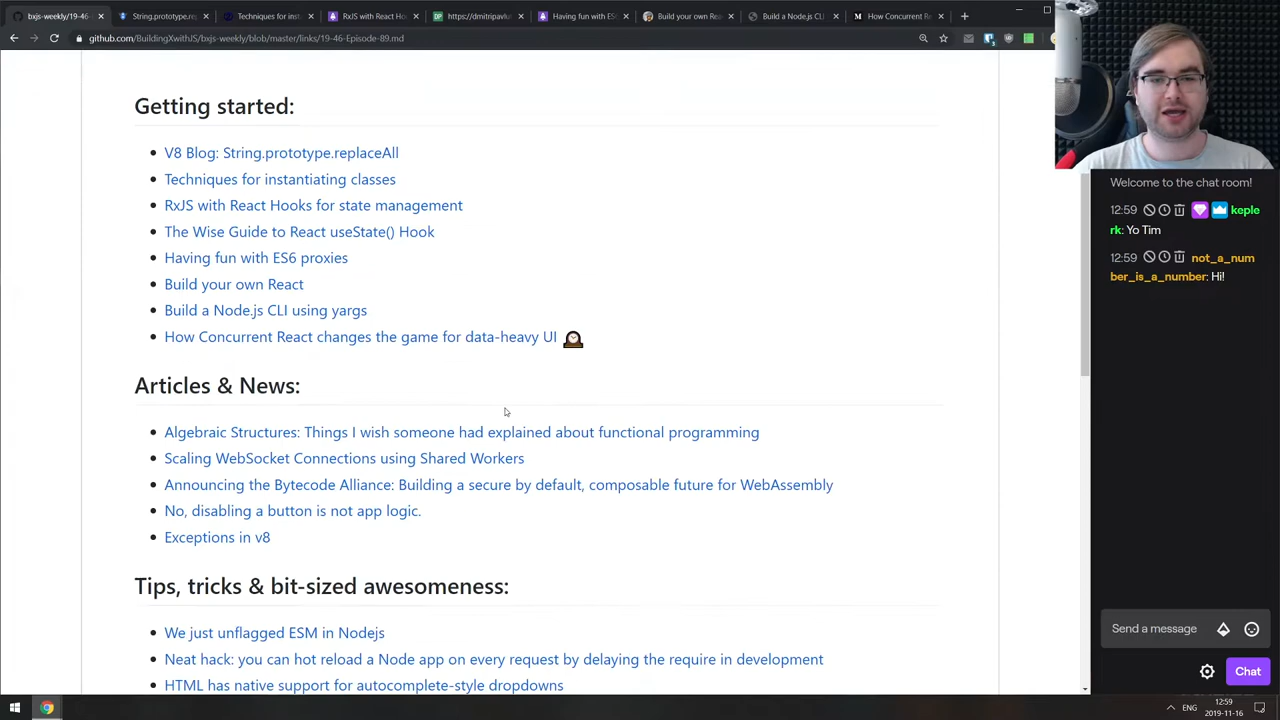 bxjs-weekly/19-46
String.prototype.re
Techniques for inst
RxJS with React Ho
https://dmitripavlu
Having fun with ES
Build your own Rea
Build a Node.js CLI
How Concurrent R
github.com/BuildingXwithJS/bxjs-weekly/blob/master/links/19-46-Episode-89.md
Getting started:
V8 Blog: String.prototype.replaceAll
Techniques for instantiating classes
RxJS with React Hooks for state management
The Wise Guide to React useState() Hook
Having fun with ES6 proxies
Build your own React
Build a Node.js CLI using yargs
How Concurrent React changes the game for data-heavy UI
Articles & News:
Algebraic Structures: Things I wish someone had explained about functional programming
Scaling WebSocket Connections using Shared Workers
Announcing the Bytecode Alliance: Building a secure by default, composable future for WebAssembly
No, disabling a button is not app logic.
Exceptions in v8
Tips, tricks & bit-sized awesomeness:
We just unflagged ESM in Nodejs
Neat hack: you can hot reload a Node app on every request by delaying the require in development
HTML has native support for autocomplete-style dropdowns
Welcome to the chat room!
12:59 keple
rk: Yo Tim
12:59 not_a_num
ber_is_a_number: Hi!
Send a message
Chat
ENG
12:59
2019-11-16